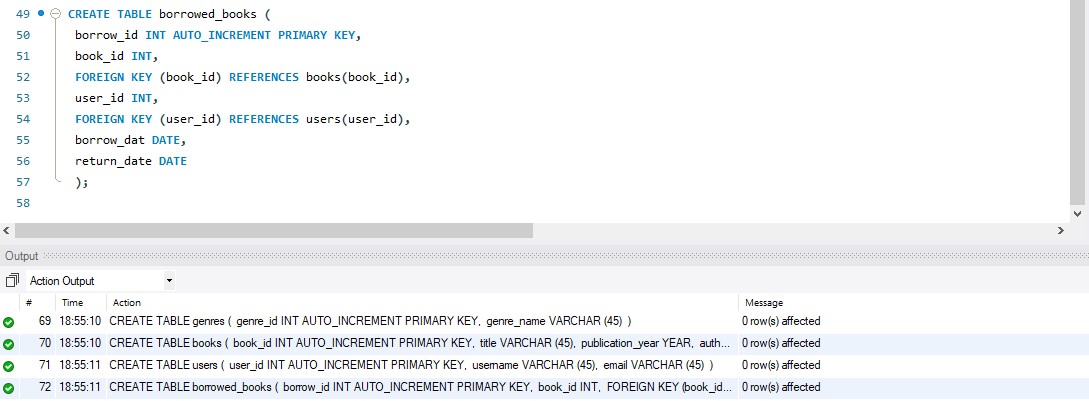 49 CREATE TABLE borrowed_books (
50 borrow_id INT AUTO_INCREMENT PRIMARY KEY,
51 book_id INT,
52 FOREIGN KEY (book_id) REFERENCES books(book_id),
53 user_id INT,
54 FOREIGN KEY (user_id) REFERENCES users(user_id),
55 borrow_dat DATE,
56 return_date DATE
57 );
58
Output
Action Output
# Time Action Message
69 18:55:10 CREATE TABLE genres ( genre_id INT AUTO_INCREMENT PRIMARY KEY, genre_name VARCHAR (45) ) 0 row(s) affected
70 18:55:10 CREATE TABLE books ( book_id INT AUTO_INCREMENT PRIMARY KEY, title VARCHAR (45), publication_year YEAR, auth... 0 row(s) affected
71 18:55:11 CREATE TABLE users ( user_id INT AUTO_INCREMENT PRIMARY KEY, username VARCHAR (45), email VARCHAR (45) ) 0 row(s) affected
72 18:55:11 CREATE TABLE borrowed_books ( borrow_id INT AUTO_INCREMENT PRIMARY KEY, book_id INT, FOREIGN KEY (book_id... 0 row(s) affected